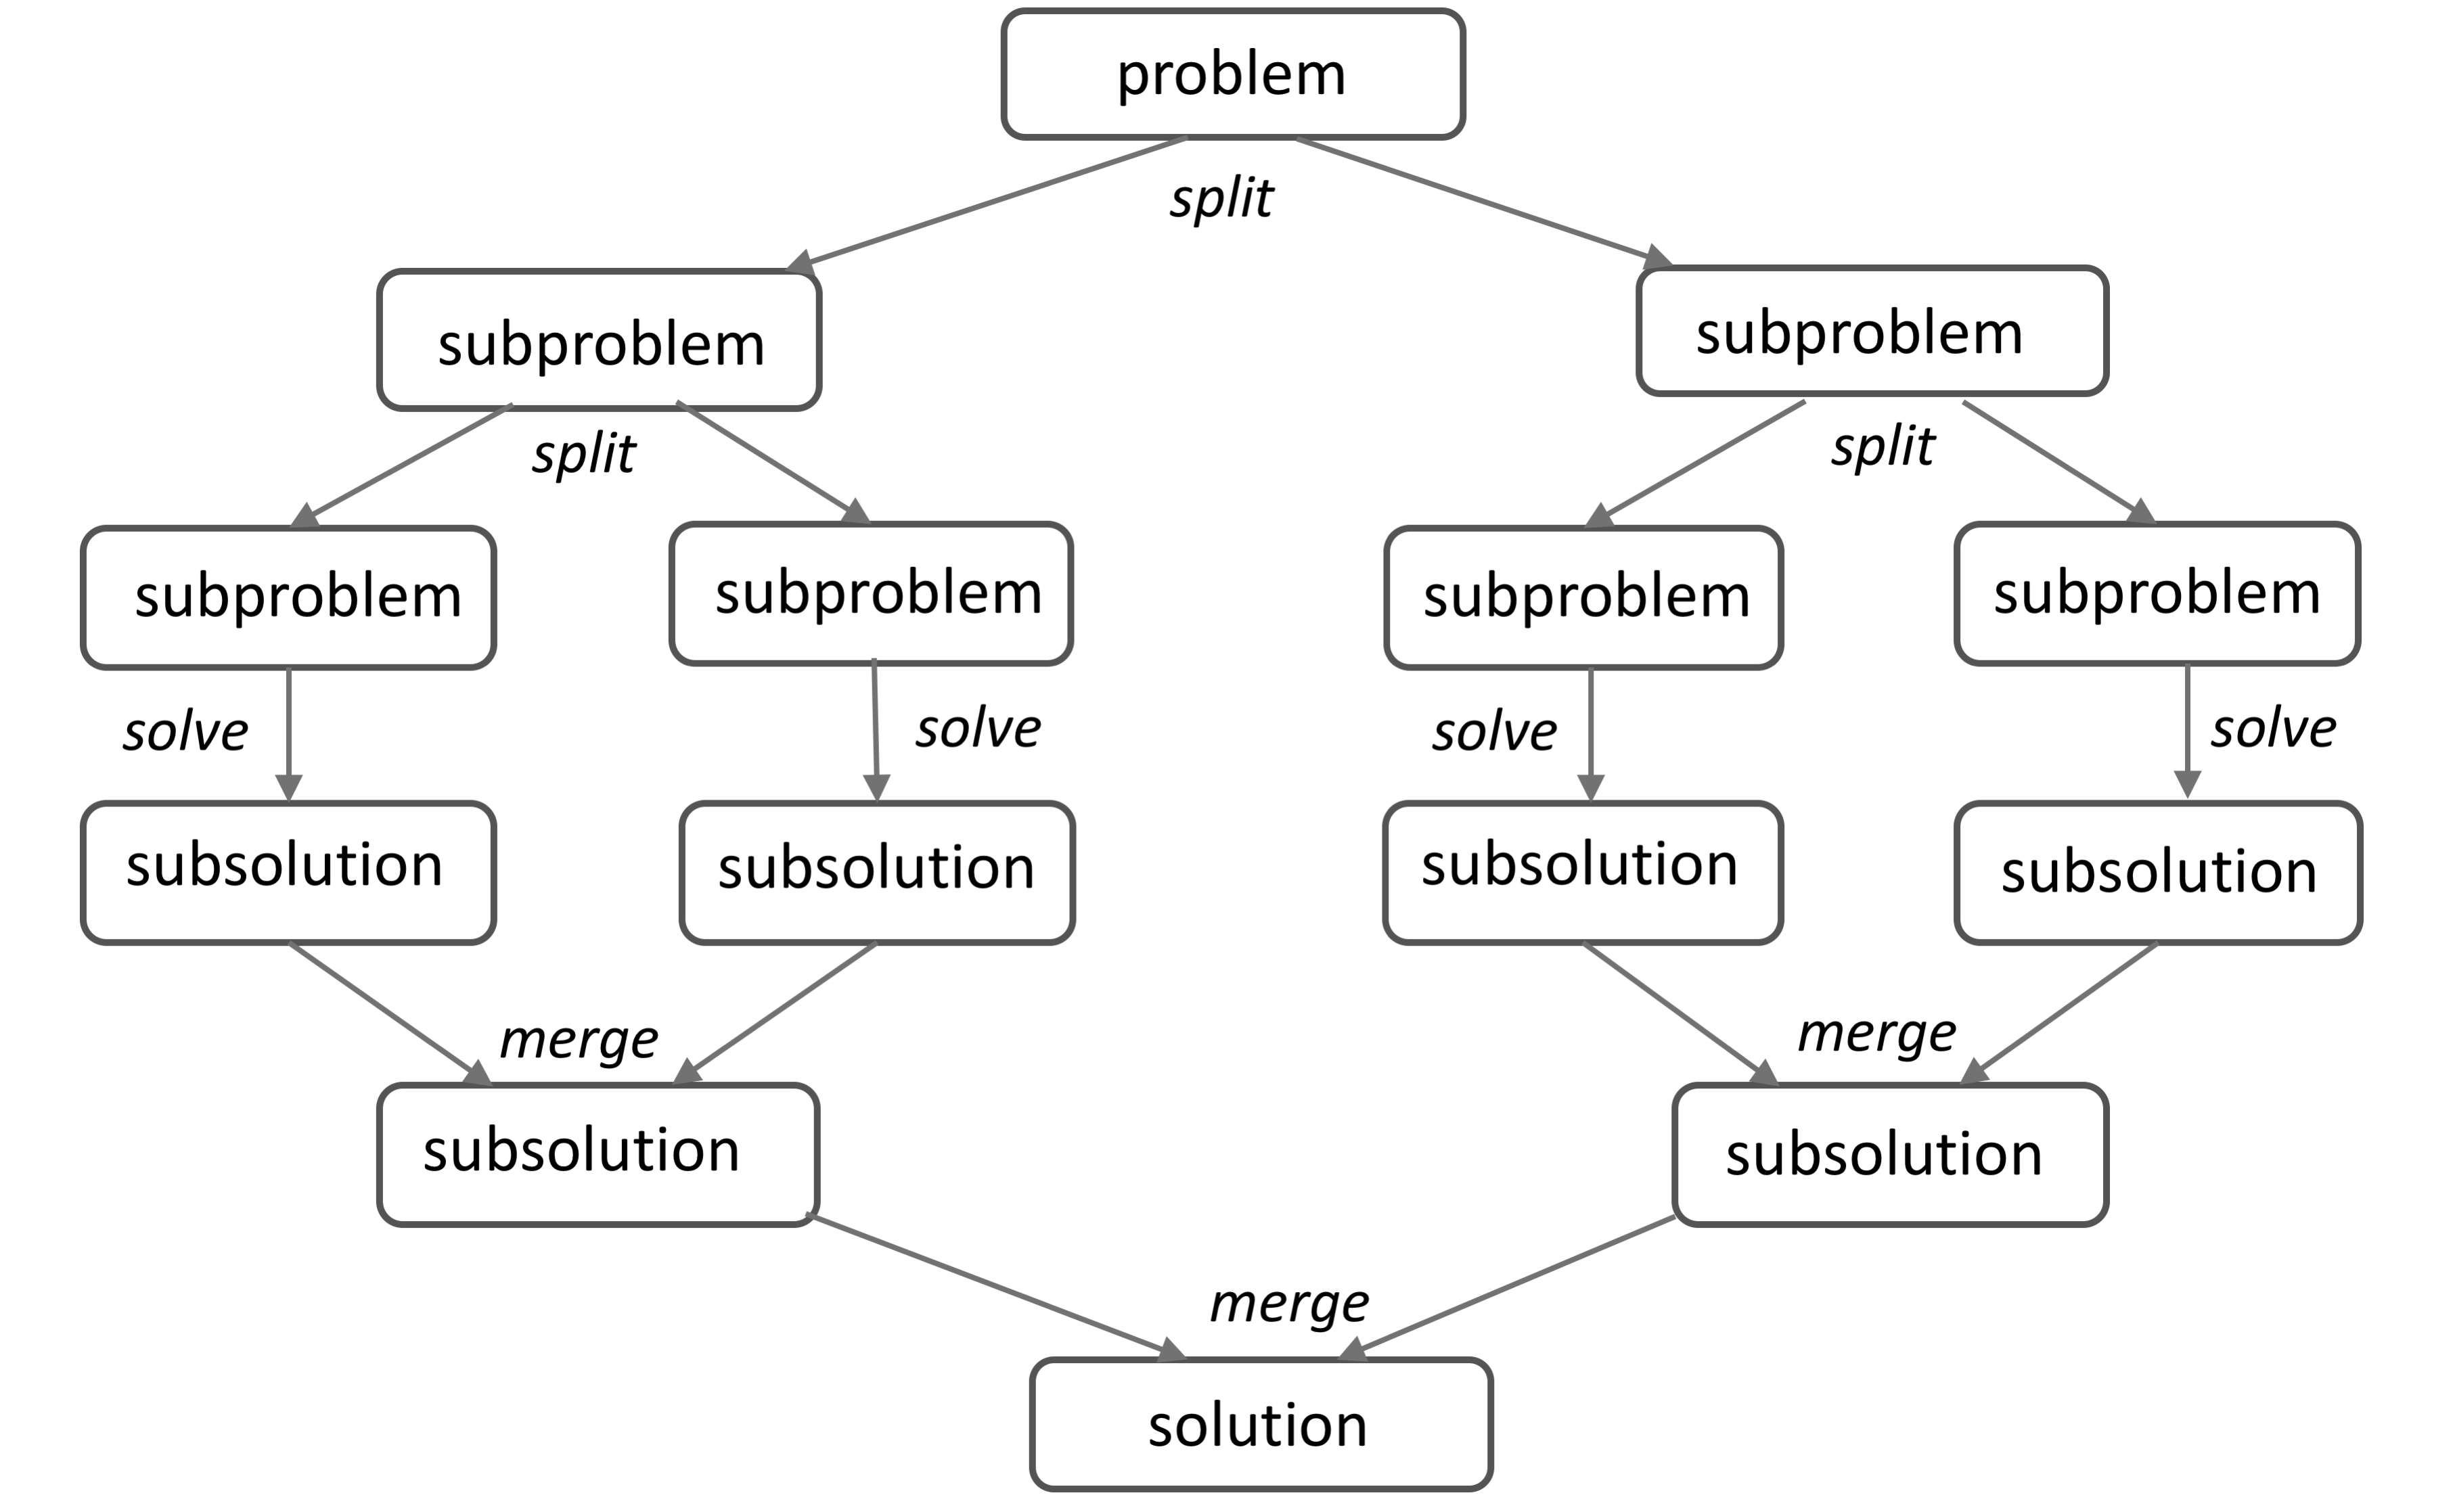 problem
split
subproblem
subproblem
split
split
subproblem
subproblem
subproblem
subproblem
solve
solve
solve
solve
subsolution
subsolution
subsolution
subsolution
merge
merge
subsolution
subsolution
merge
solution